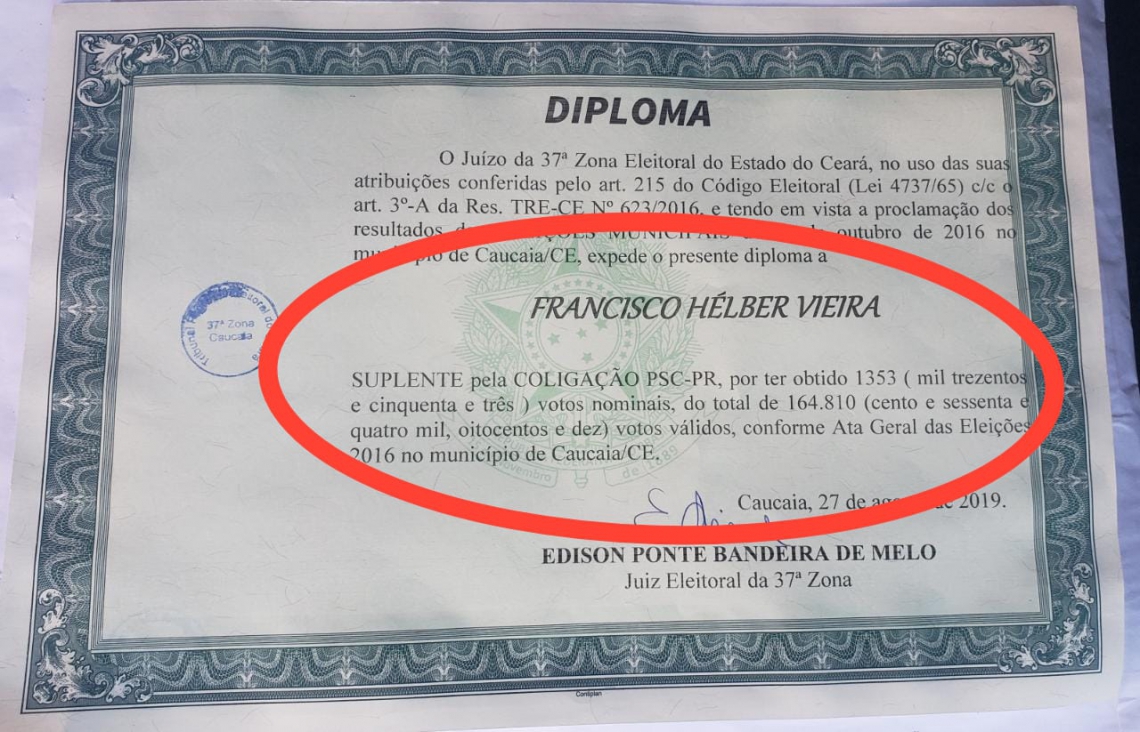 DIPLOMA
O Juízo da 37ª Zona Eleitoral do Estado do Ceará, no uso das suas
atribuições conferidas pelo art. 215 do Código Eleitoral (Lei 4737/65) c/c o
art. 3º-A da Res. TRE-CE Nº 623/2016, e tendo em vista a proclamação dos
resultados MUNICIPAIS outubro de 2016 no
de Caucaia/CE, expede o presente diploma a
FRANCISCO HÉLBER VIEIRA
Tribunal
37ª Zona
Caucaia
SUPLENTE pela COLIGAÇÃO PSC-PR, por ter obtido 1353 ( mil trezentos
e cinquenta e três ) votos nominais, do total de 164.810 (cento e sessenta e
quatro mil, oitocentos e dez) votos válidos, conforme Ata Geral das Eleições
2016 no município de Caucaia/CE.
novembro de 1889
Caucaia, 27 de 2019.
EDISON PONTE BANDEIRA DE MELO
Juiz Eleitoral da 37ª Zona